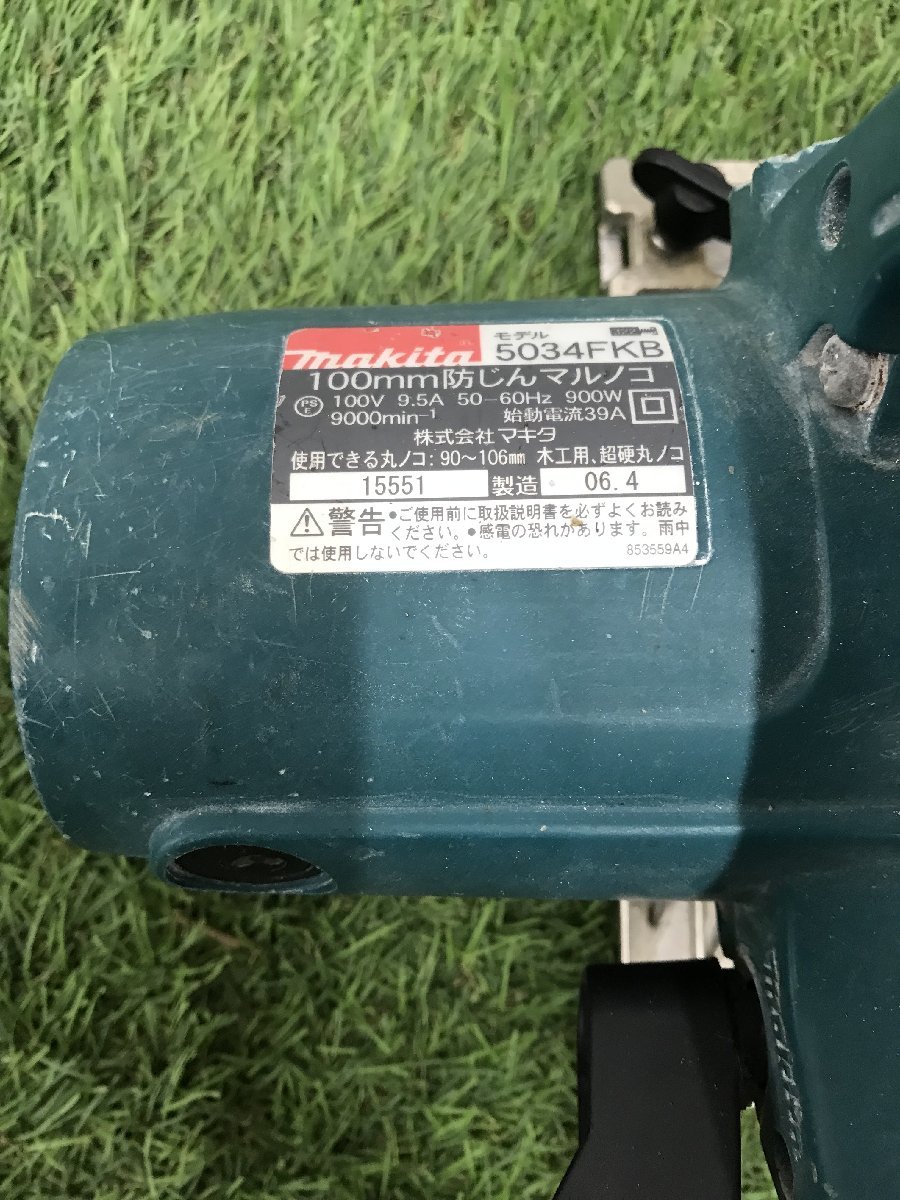 makita
モデル
5034FKB
100mm防じんマルノコ
PS E 100V 9.5A 50-60Hz 900W
9000min-1 始動電流39A
株式会社マキタ
使用できる丸ノコ:90~106mm 木工用、超硬丸ノコ
15551 製造 06.4
警告 •ご使用前に取扱説明書を必ずよくお読み
ください。•感電の恐れがあります。雨中
では使用しないでください。 853559A4